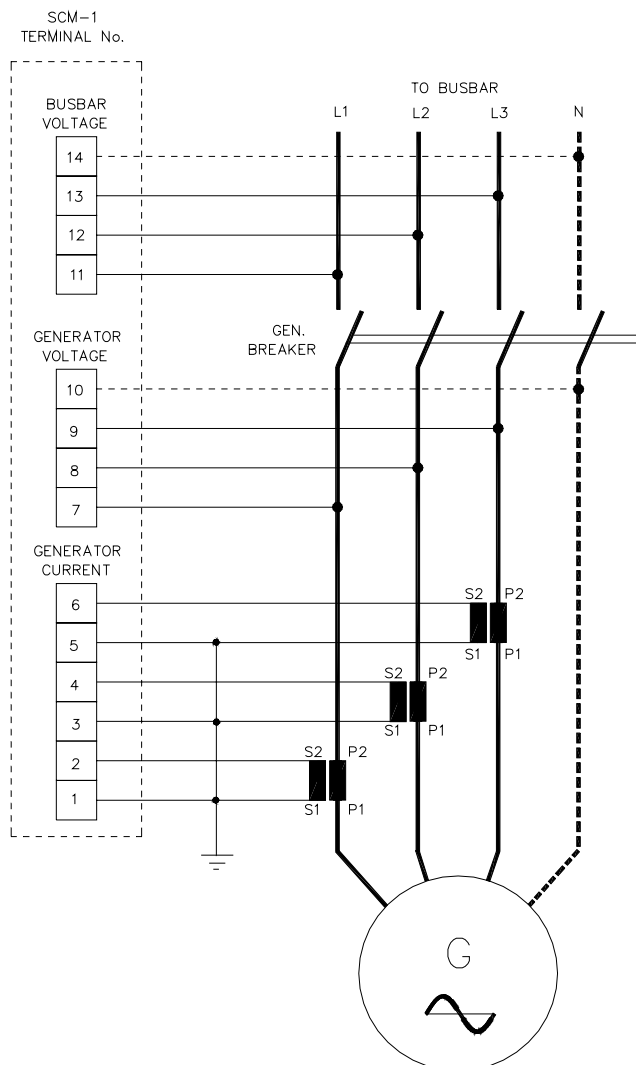 SCM-1
TERMINAL No.
TO BUSBAR
BUSBAR
VOLTAGE
L1 L2 L3 N
14
13
12
11
GEN.
BREAKER
GENERATOR
VOLTAGE
10
9
8
7
GENERATOR
CURRENT
6 S2 P2
5 S1 P1
4 S2 P2
3 S1 P1
2 S2 P2
1 S1 P1
G